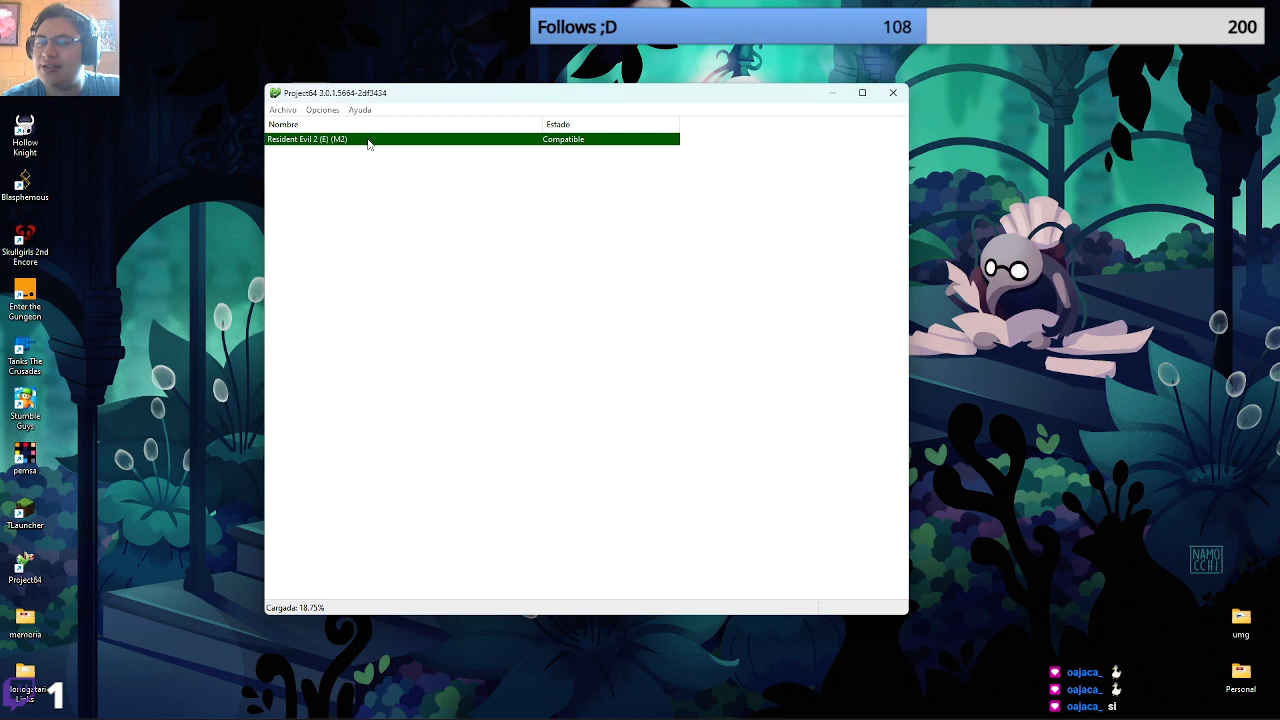 Follows ;D 108 200
Project64 3.0.1.5664-2df3434
Archivo Opciones Ayuda
Nombre Estado
Resident Evil 2 (E) (M2) Compatible
Hollow
Knight
Blasphemous
Skullgirls 2nd
Encore
Enter the
Gungeon
Tanks The
Crusades
Stumble
Guys
pemsa
TLauncher
Project64
memoria
Links
1
Cargada: 18.75%
NAMO
CCHI
umg
Personal
oajaca_
oajaca_
oajaca_ si